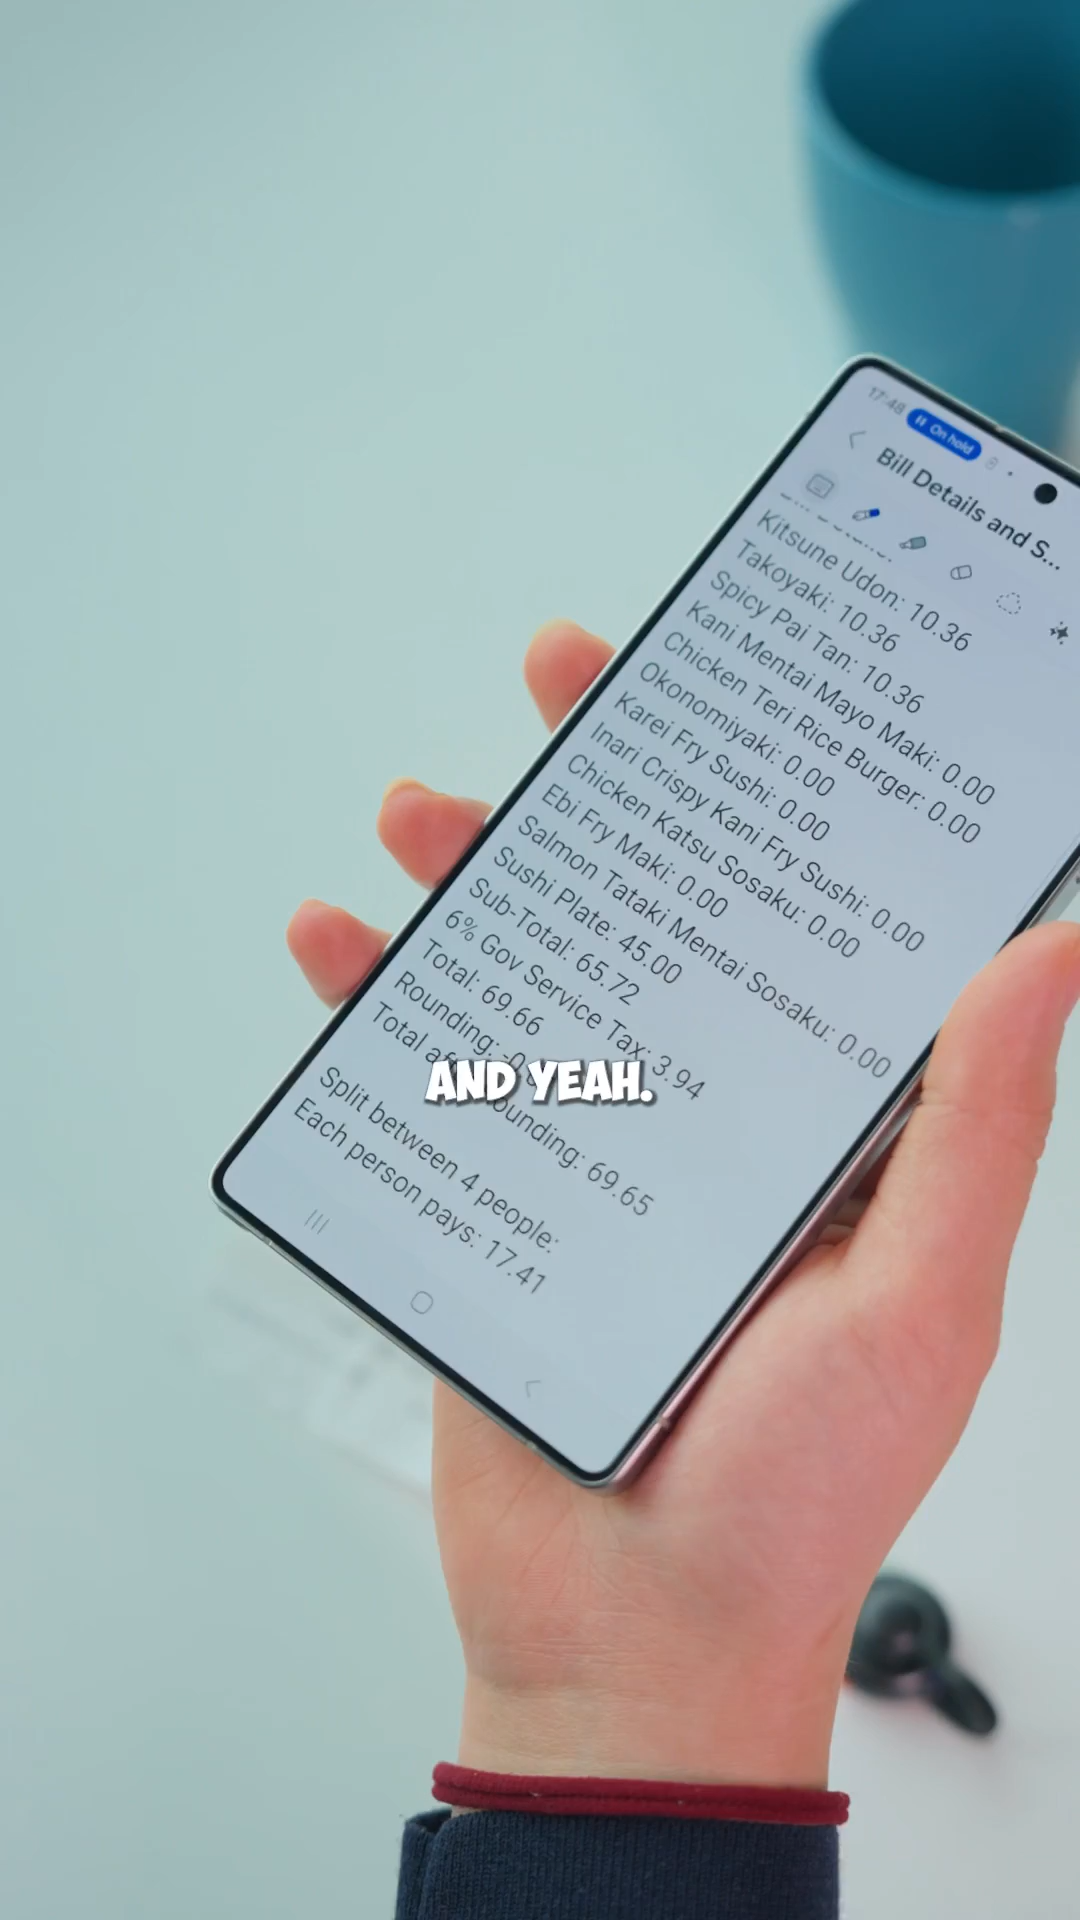 17:48
On hold
Bill Details and S...
Kitsune Udon: 10.36
Takoyaki: 10.36
Spicy Pai Tan: 10.36
Kani Mentai Mayo Maki: 0.00
Chicken Teri Rice Burger: 0.00
Okonomiyaki: 0.00
Karei Fry Sushi: 0.00
Inari Crispy Kani Fry Sushi: 0.00
Chicken Katsu Sosaku: 0.00
Ebi Fry Maki: 0.00
Salmon Tataki Mentai Sosaku: 0.00
Sushi Plate: 45.00
Sub-Total: 65.72
6% Gov Service Tax: 3.94
Total: 69.66
Rounding:
Total after rounding: 69.65
AND YEAH.
Split between 4 people:
Each person pays: 17.41